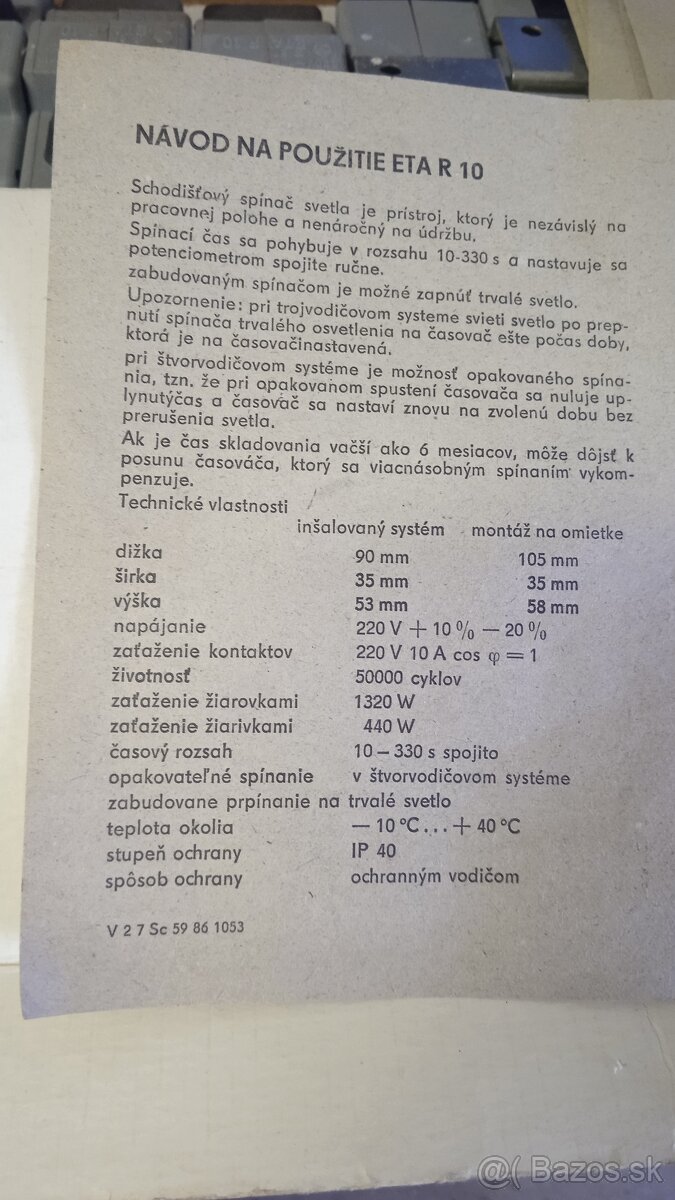 NÁVOD NA POUŽITIE ETA R 10
Schodišťový spínač svetla je prístroj, ktorý je nezávislý na
pracovnej polohe a nenáročný na údržbu.
Spínací čas sa pohybuje v rozsahu 10-330 s a nastavuje sa
potenciometrom spojite ručne.
zabudovaným spínačom je možné zapnúť trvalé svetlo.
Upozornenie: pri trojvodičovom systeme svieti svetlo po prep-
nutí spínača trvalého osvetlenia na časovač ešte počas doby,
ktorá je na časovačinastavená.
pri štvorvodičovom systéme je možnosť opakovaného spína-
nia, tzn. že pri opakovanom spustení časovača sa nuluje up-
lynutýčas a časovač sa nastaví znovu na zvolenú dobu bez
prerušenia svetla.
Ak je čas skladovania vačší ako 6 mesiacov, môže dôjsť k
posunu časováča, ktorý sa viacnásobným spínaním vykom-
penzuje.
Technické vlastnosti
inšalovaný systém montáž na omietke
dižka 90 mm 105 mm
širka 35 mm 35 mm
výška 53 mm 58 mm
napájanie 220 V + 10 % — 20 %
zaťaženie kontaktov 220 V 10 A cos φ = 1
životnosť 50000 cyklov
zaťaženie žiarovkami 1320 W
zaťaženie žiarivkami 440 W
časový rozsah 10 – 330 s spojito
opakovateľné spínanie v štvorvodičovom systéme
zabudovane prpínanie na trvalé svetlo
teplota okolia — 10 °C... + 40 °C
stupeň ochrany IP 40
spôsob ochrany ochranným vodičom
V 2 7 Sc 59 86 1053
@( Bazos.sk